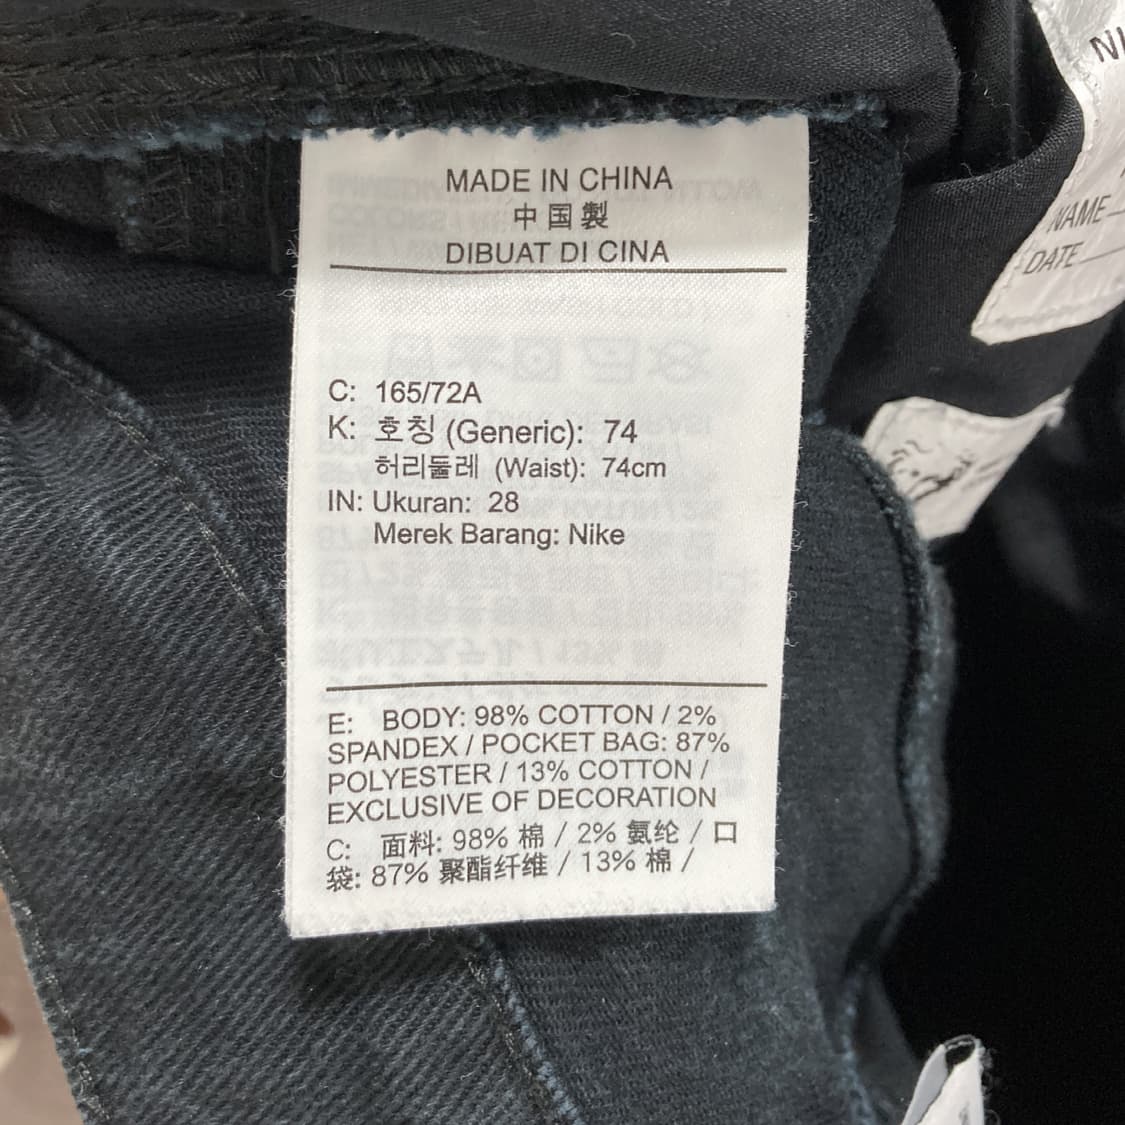 MADE IN CHINA
中国製
DIBUAT DI CINA
C: 165/72A
K: 호칭 (Generic): 74
허리둘레 (Waist): 74cm
IN: Ukuran: 28
Merek Barang: Nike
E: BODY: 98% COTTON / 2%
SPANDEX / POCKET BAG: 87%
POLYESTER / 13% COTTON /
EXCLUSIVE OF DECORATION
C: 面料: 98% 棉 / 2% 氨纶 / 口
袋: 87% 聚酯纤维 / 13% 棉 /
NAME
DATE